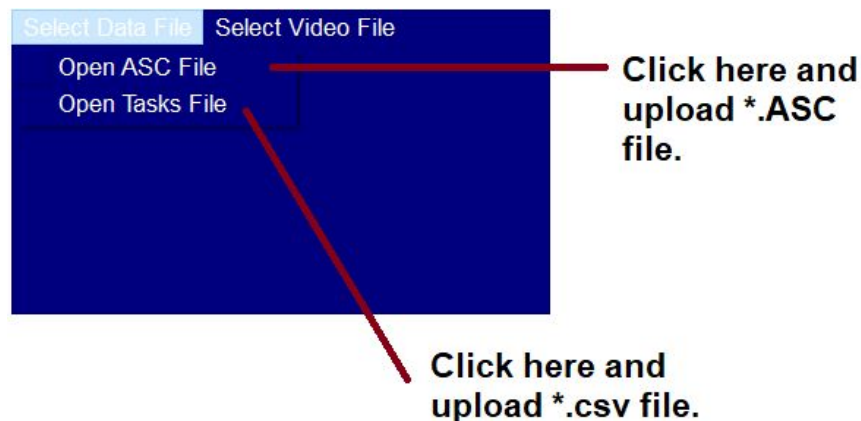 Select Data File Select Video File
Open ASC File
Open Tasks File
Click here and
upload *.ASC
file.
Click here and
upload *.csv file.